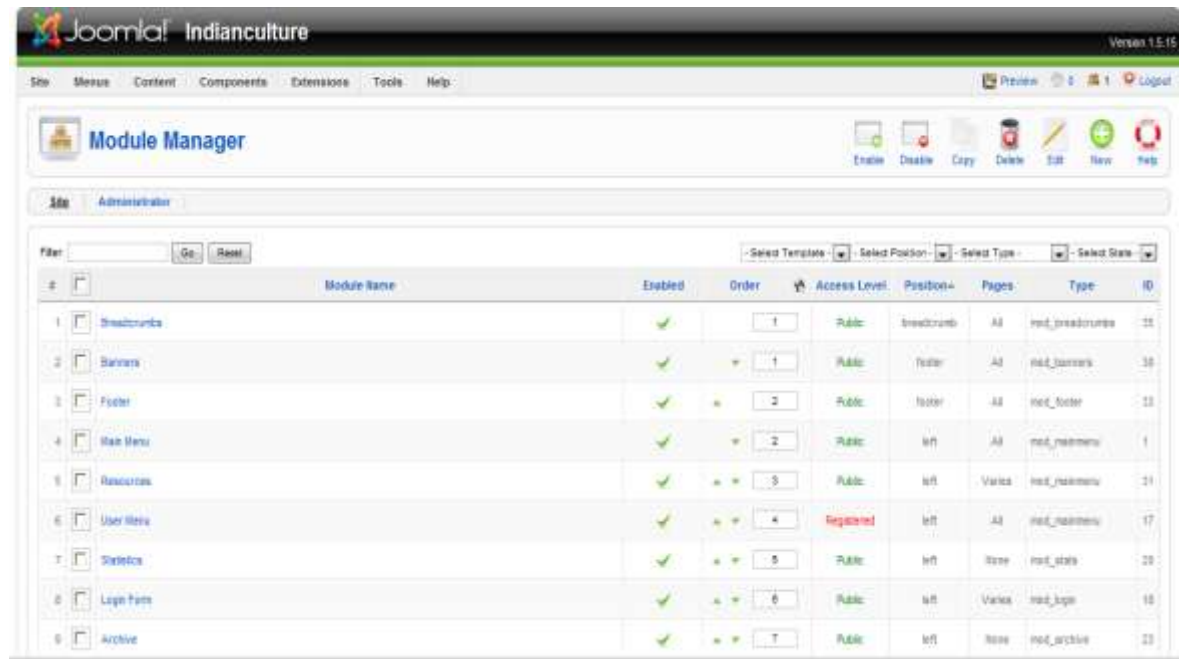 Joomla! Indianculture
Version 1.5.15
Site Menus Content Components Extensions Tools Help Preview 0 1 Logout
Module Manager
Enable Disable Copy Delete Edit New Help
Site Administrator
Filter: Go Reset - Select Template - - Select Position - - Select Type - - Select State -
# Module Name Enabled Order Access Level Position Pages Type ID
1 Breadcrumbs 1 Public breadcrumb All mod_breadcrumbs
2 Banners 1 Public footer All mod_banners
3 Footer 2 Public footer All mod_footer
4 Main Menu 2 Public left All mod_mainmenu 1
5 Resources 3 Public left Varies mod_mainmenu
6 User Menu 4 Registered left All mod_mainmenu 17
7 Statistics 5 Public left None mod_stats
8 Login Form 6 Public left Varies mod_login 18
9 Archive 7 Public left None mod_archive